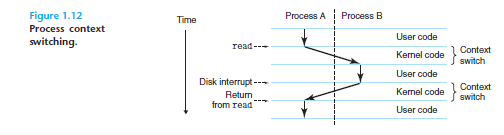 Figure 1.12
Process context
switching.
Time
Process A
Process B
read
Disk interrupt
Return
from read
User code
Kernel code
User code
Kernel code
User code
Context
switch
Context
switch